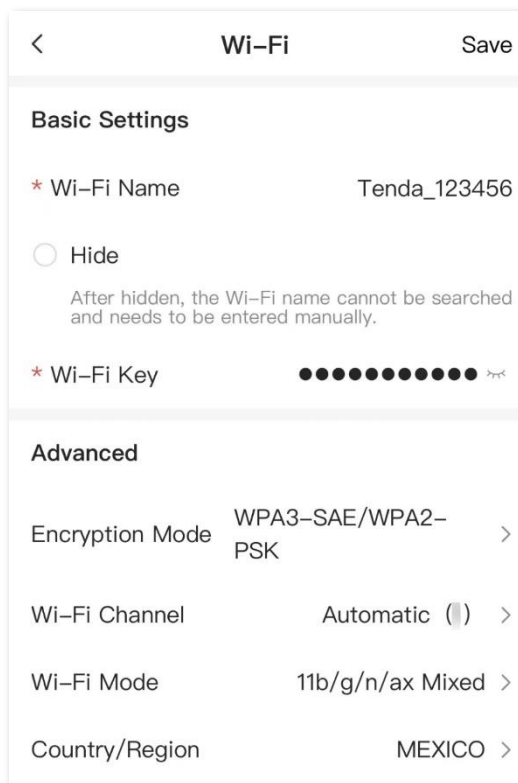 Wi-Fi
Save
Basic Settings
* Wi-Fi Name
Tenda_123456
Hide
After hidden, the Wi-Fi name cannot be searched
and needs to be entered manually.
* Wi-Fi Key
●●●●●●●●●●●
Advanced
Encryption Mode
WPA3-SAE/WPA2-
PSK
Wi-Fi Channel
Automatic ( )
Wi-Fi Mode
11b/g/n/ax Mixed
Country/Region
MEXICO